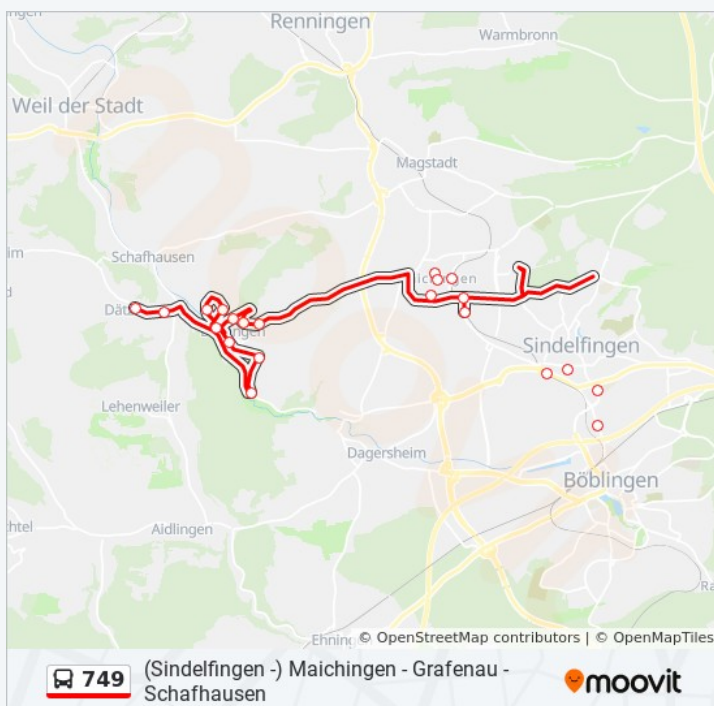 Renningen
Warmbronn
Weil der Stadt
Magstadt
Schafhausen
Sindelfingen
Lehenweiler
Dagersheim
Böblingen
Aidlingen
© OpenStreetMap contributors | © OpenMapTiles
749
(Sindelfingen -) Maichingen - Grafenau -
Schafhausen
moovit